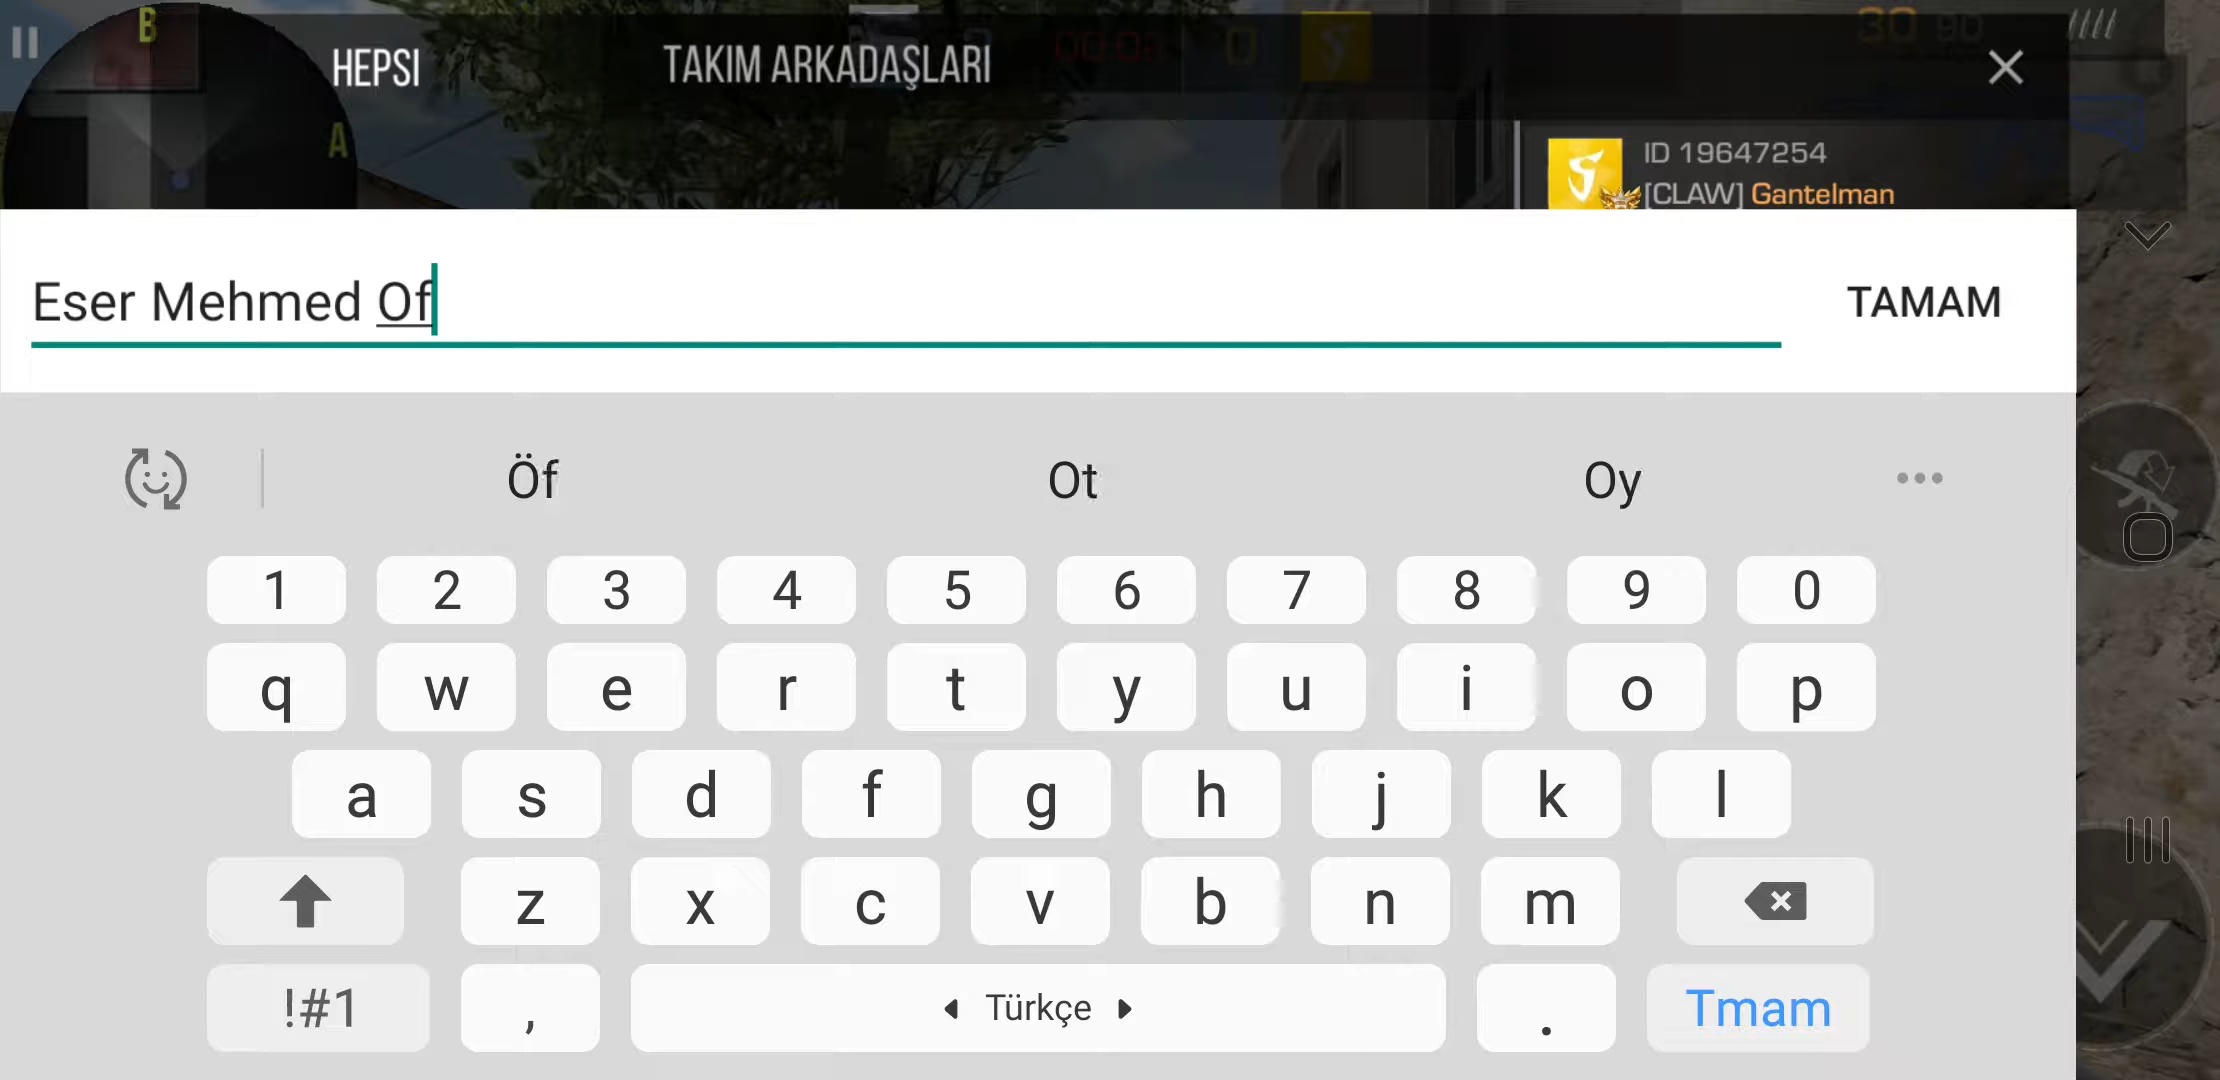 B
HEPSI
TAKIM ARKADAŞLARI
A
ID 19647254
[CLAW] Gantelman
Eser Mehmed Of
TAMAM
Öf
Ot
Oy
1 2 3 4 5 6 7 8 9 0
q w e r t y u i o p
a s d f g h j k l
z x c v b n m
!#1 , Türkçe . Tmam